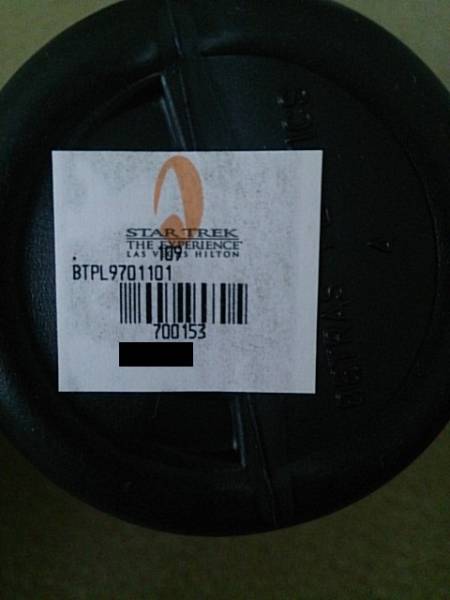 STAR TREK
THE EXPERIENCE
LAS VEGAS HILTON
109
BTPL9701101
700153